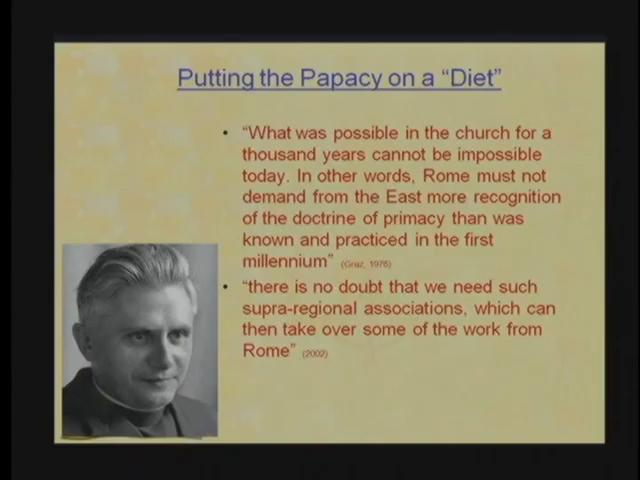 Putting the Papacy on a “Diet”
• “What was possible in the church for a
thousand years cannot be impossible
today. In other words, Rome must not
demand from the East more recognition
of the doctrine of primacy than was
known and practiced in the first
millennium” (Graz, 1976)
• “there is no doubt that we need such
supra-regional associations, which can
then take over some of the work from
Rome” (2002)